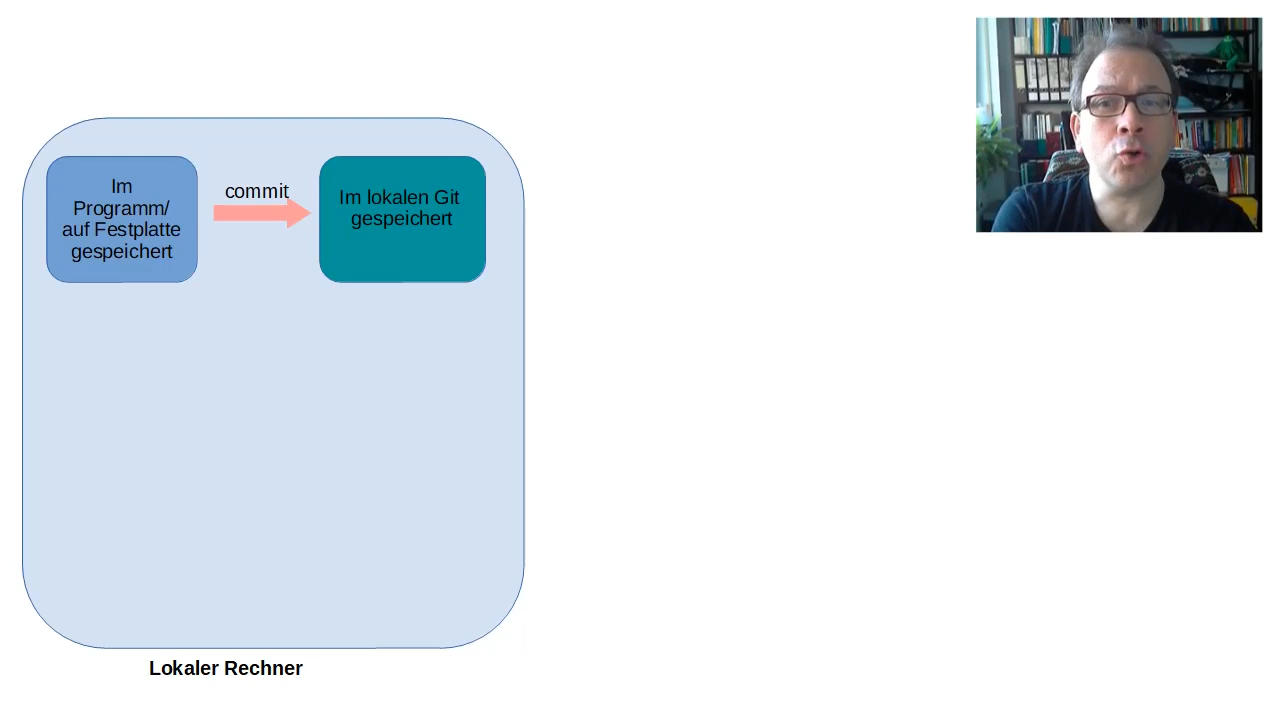 Im
Programm/
auf Festplatte
gespeichert
commit
Im lokalen Git
gespeichert
Lokaler Rechner